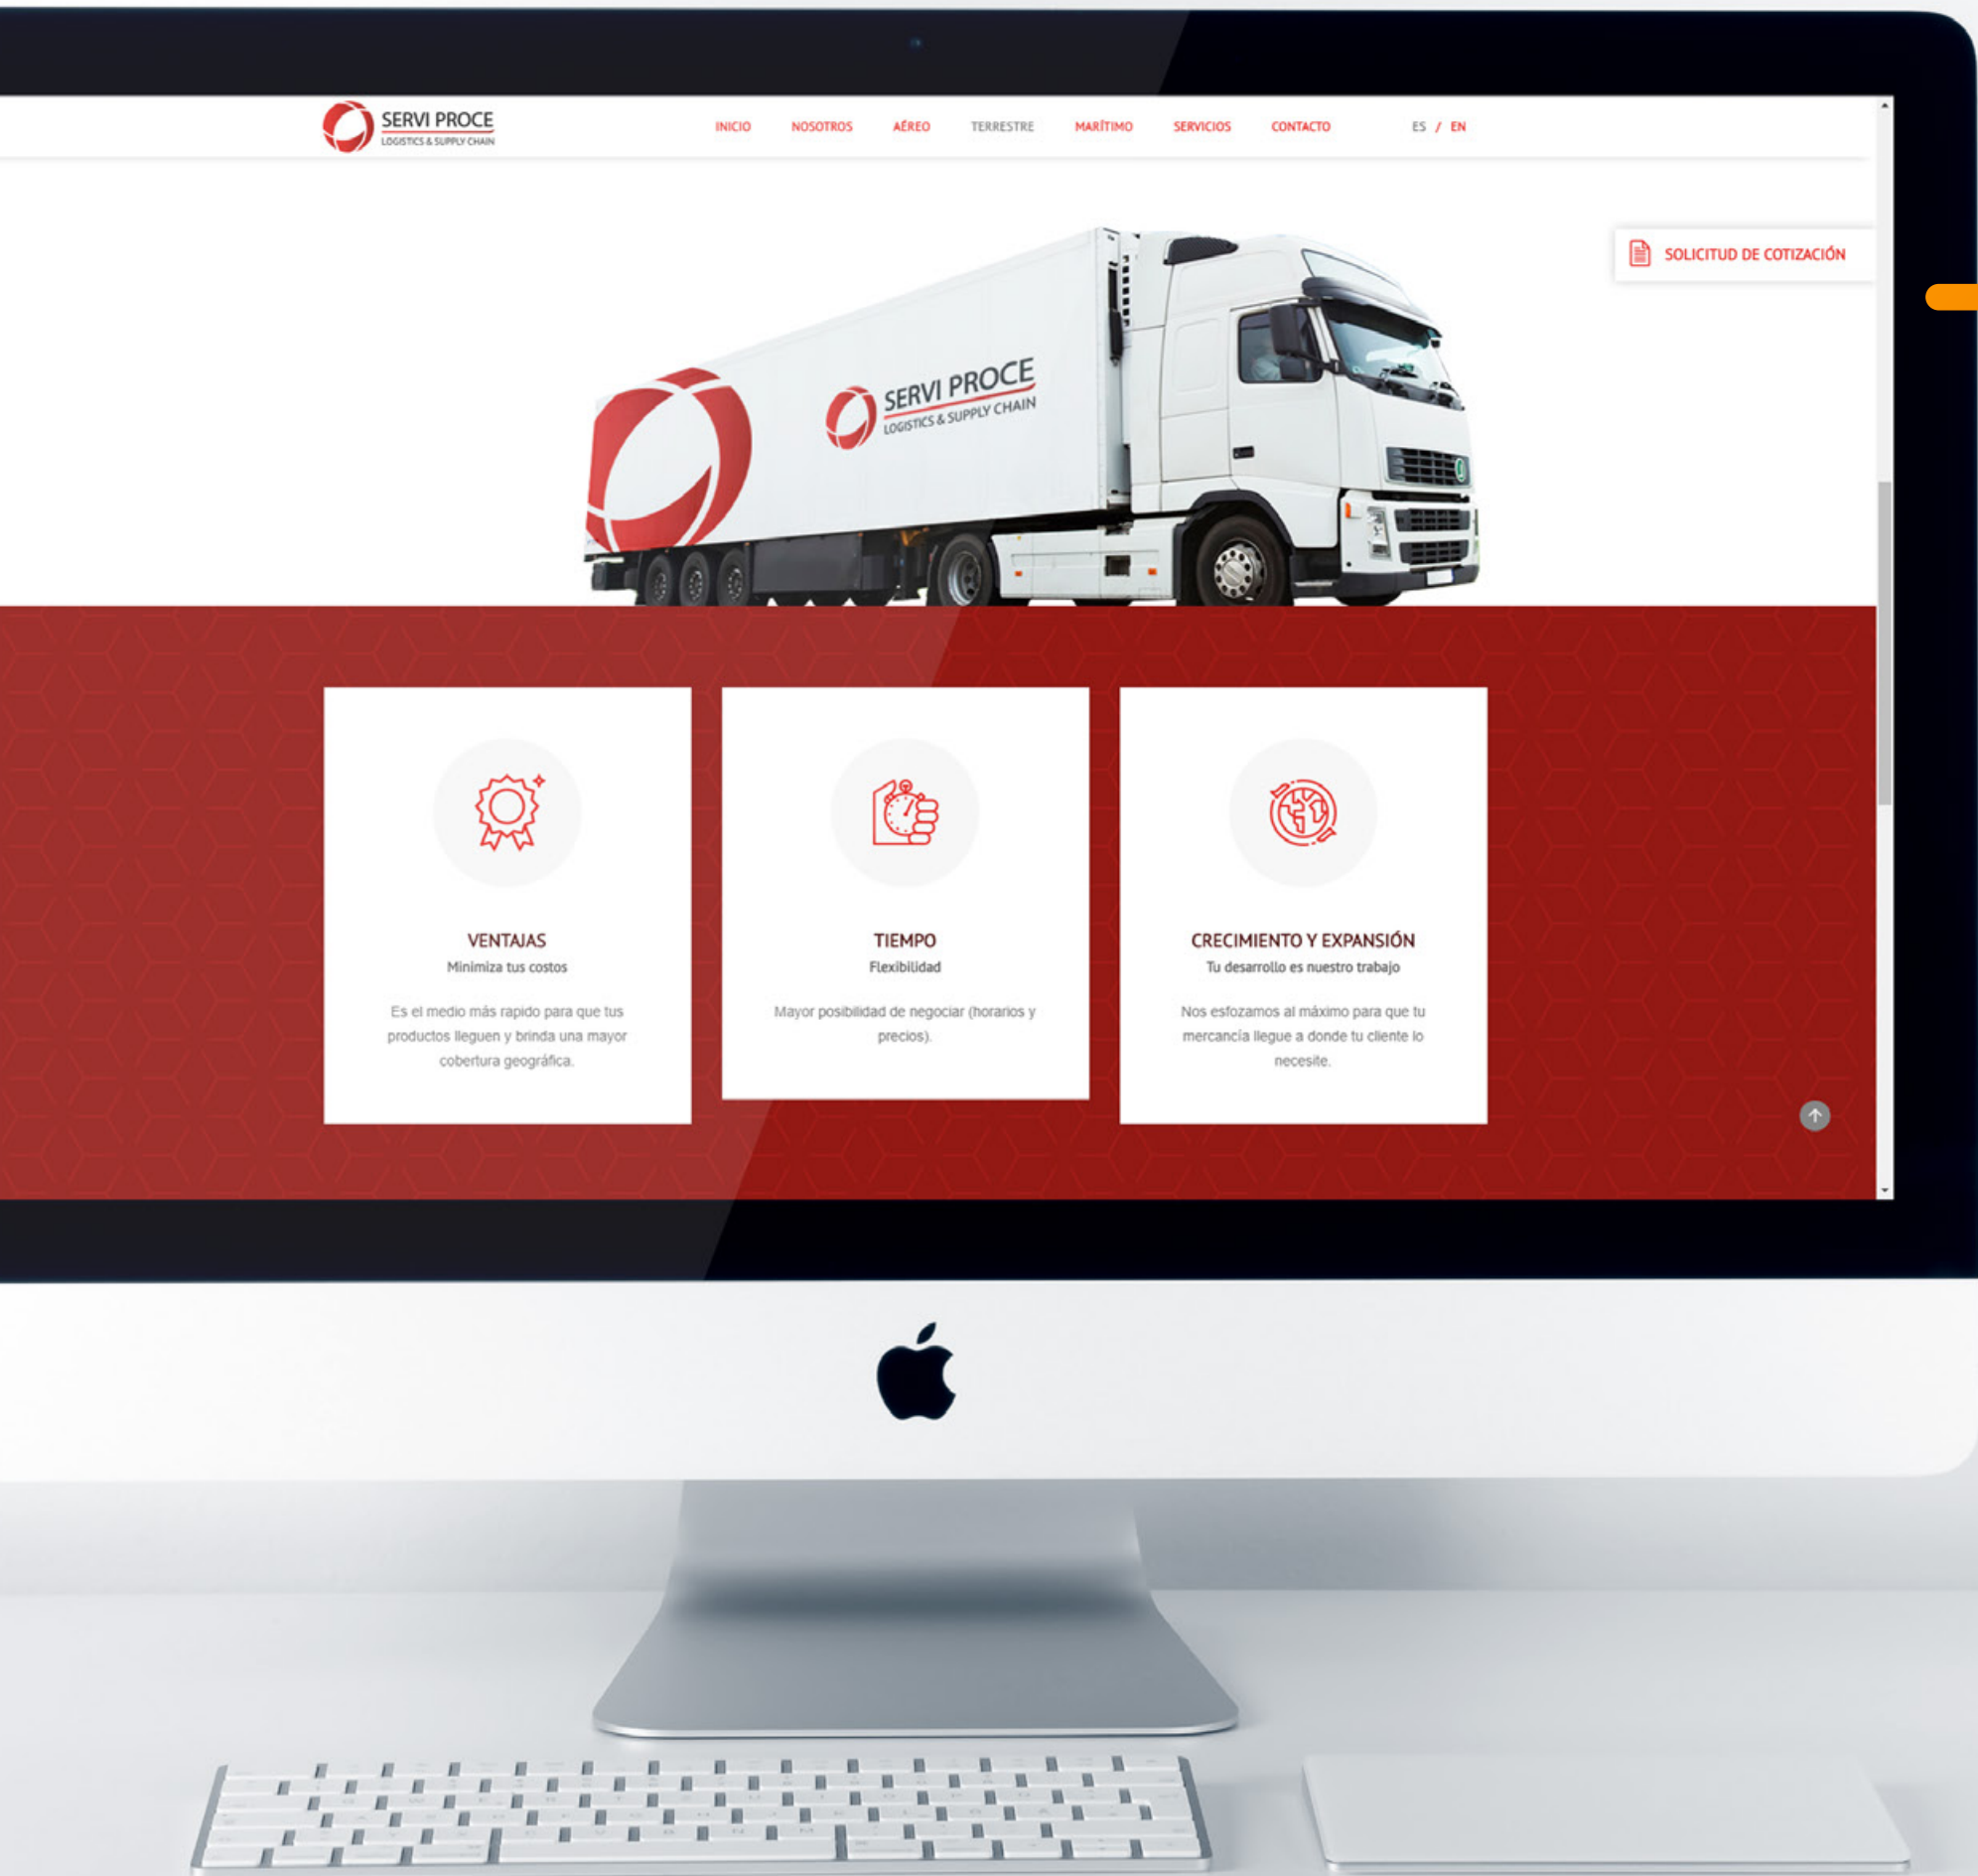 SERVI PROCE
LOGISTICS & SUPPLY CHAIN
INICIO NOSOTROS AÉREO TERRESTRE MARÍTIMO SERVICIOS CONTACTO ES / EN
SOLICITUD DE COTIZACIÓN
SERVI PROCE
LOGISTICS & SUPPLY CHAIN
VENTAJAS
Minimiza tus costos
Es el medio más rapido para que tus
productos lleguen y brinda una mayor
cobertura geográfica.
TIEMPO
Flexibilidad
Mayor posibilidad de negociar (horarios y
precios).
CRECIMIENTO Y EXPANSIÓN
Tu desarrollo es nuestro trabajo
Nos esfozamos al máximo para que tu
mercancía llegue a donde tu cliente lo
necesite.